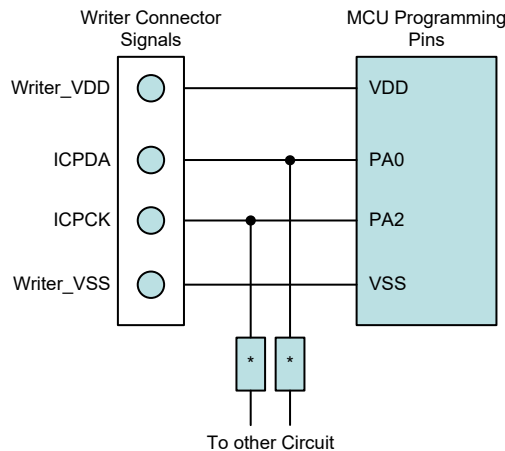 Writer Connector
Signals
MCU Programming
Pins
Writer_VDD
VDD
ICPDA
PA0
ICPCK
PA2
Writer_VSS
VSS
* *
To other Circuit